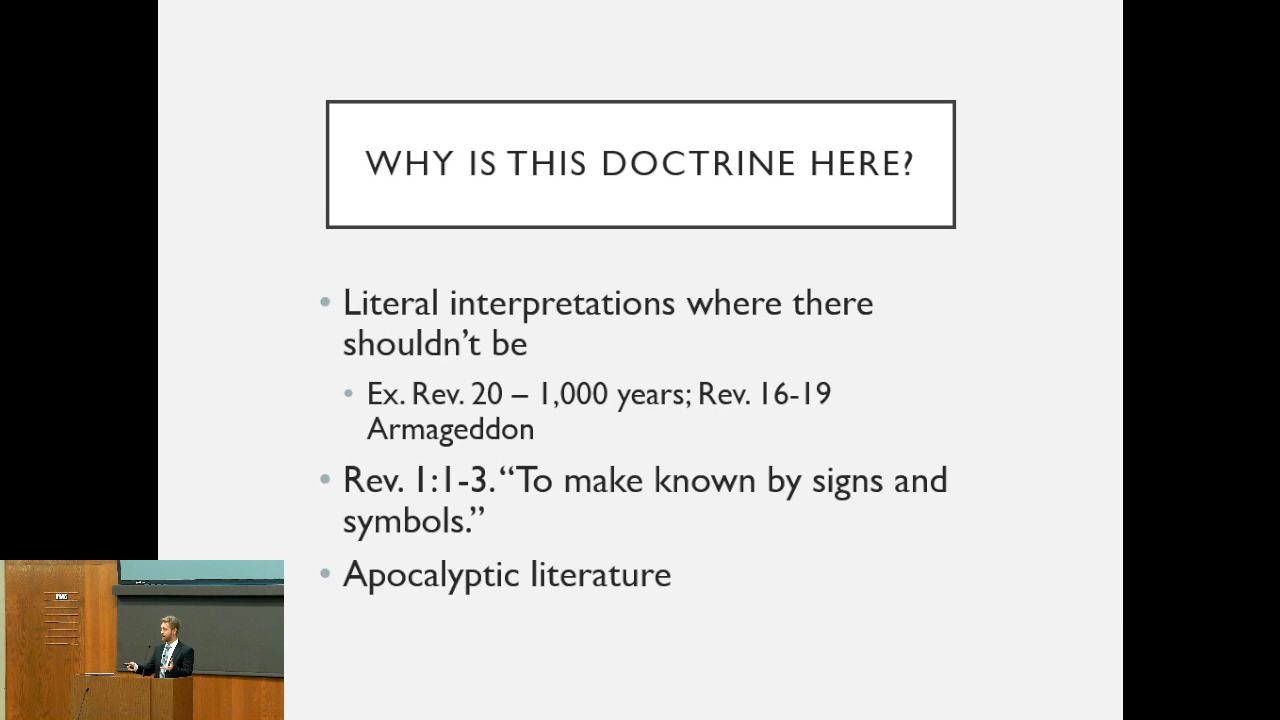 WHY IS THIS DOCTRINE HERE?
• Literal interpretations where there
shouldn’t be
• Ex. Rev. 20 – 1,000 years; Rev. 16-19
Armageddon
• Rev. 1:1-3. “To make known by signs and
symbols.”
• Apocalyptic literature